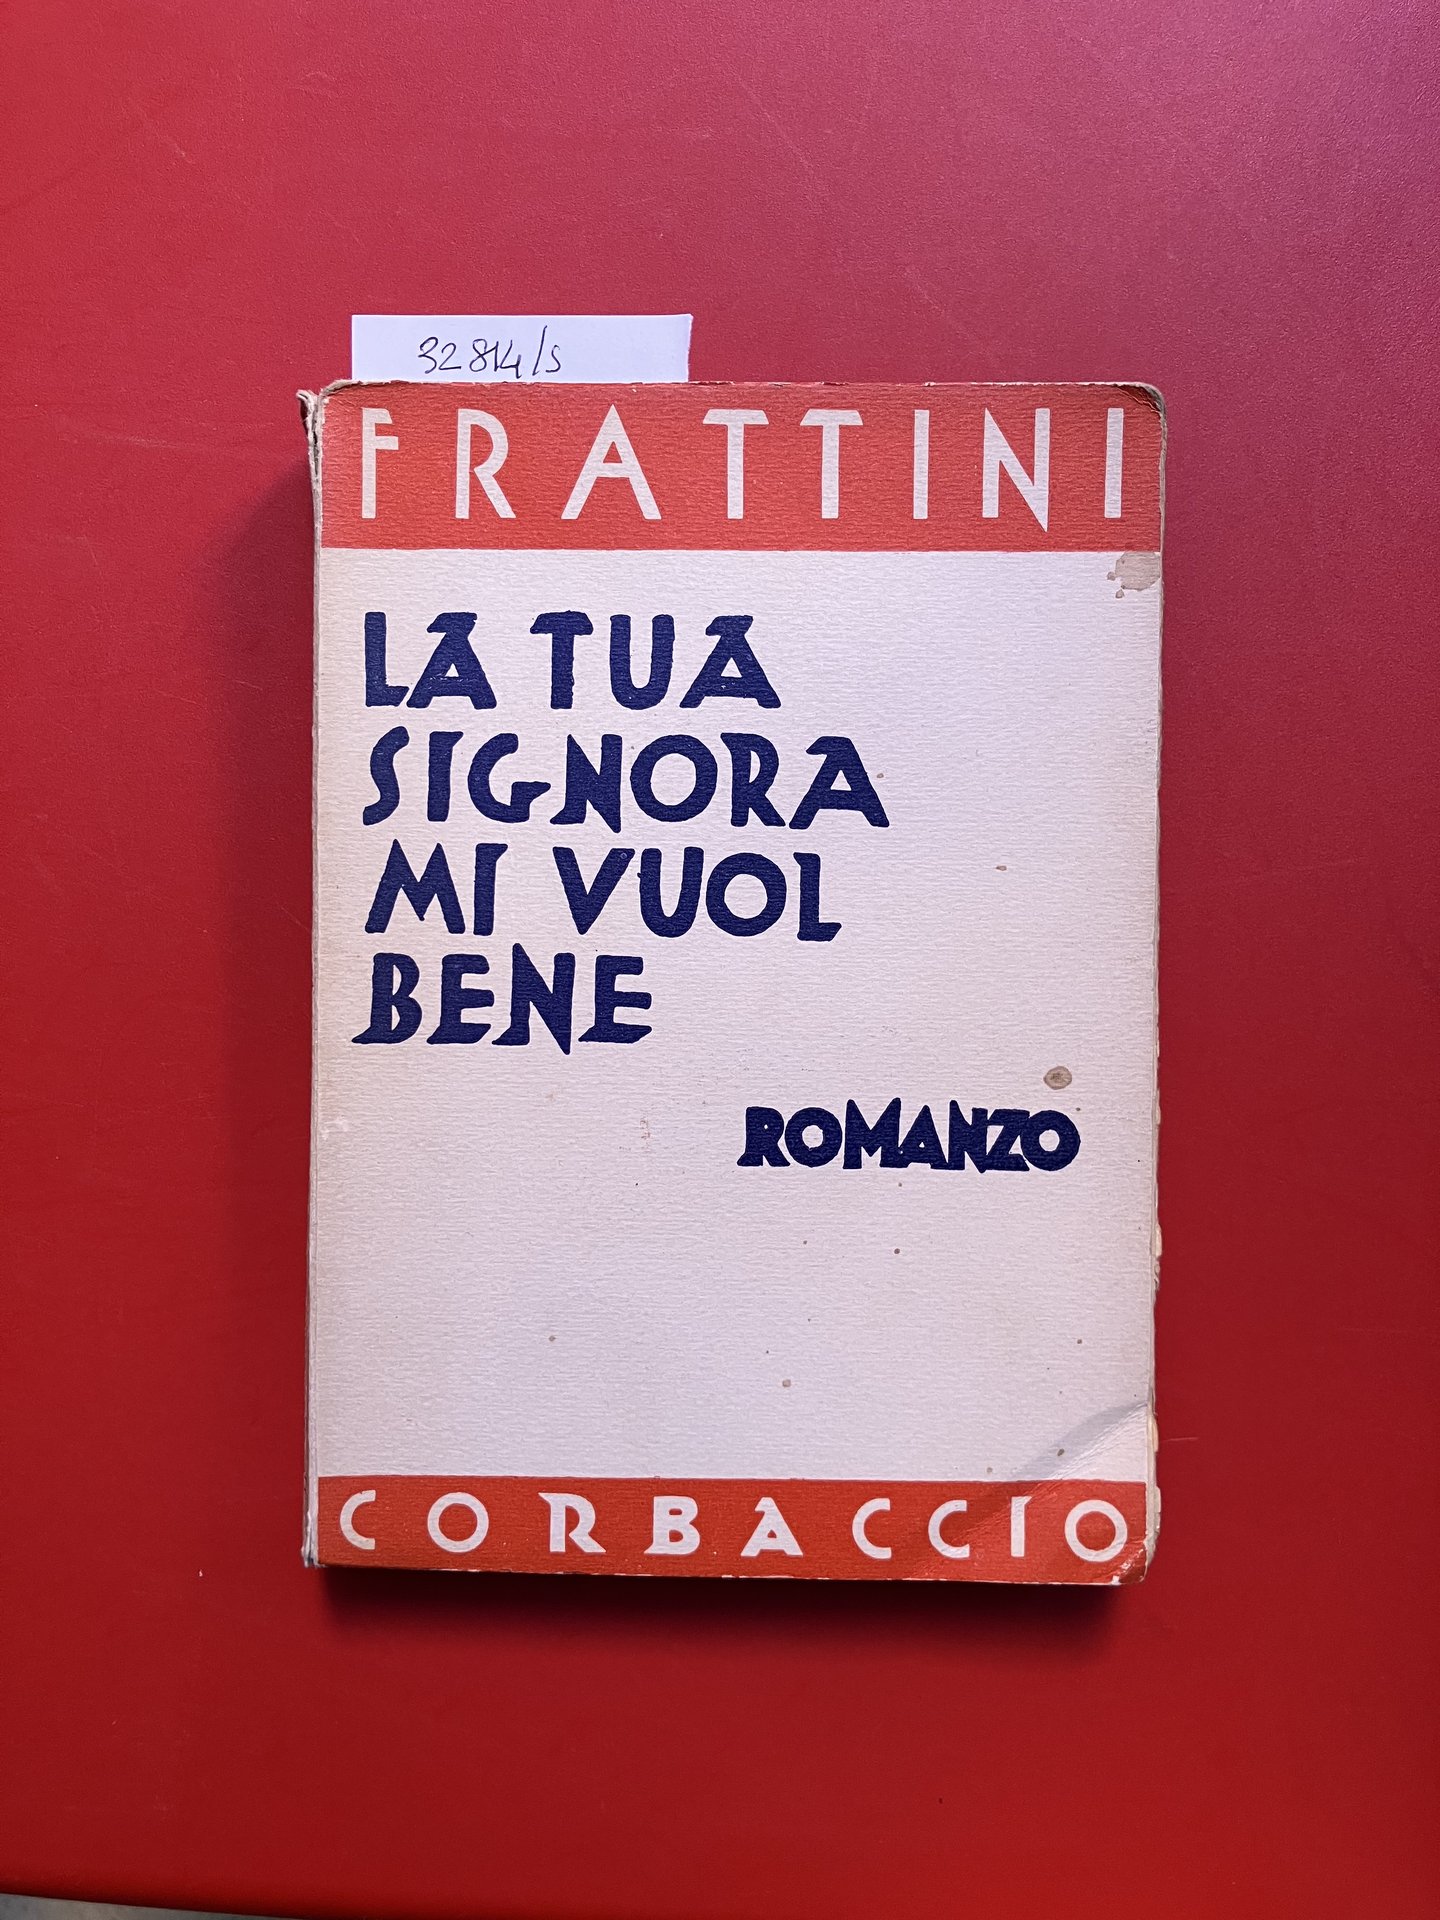 32814/s
FRATTINI
LA TUA
SIGNORA
MI VUOL
BENE
ROMANZO
CORBACCIO